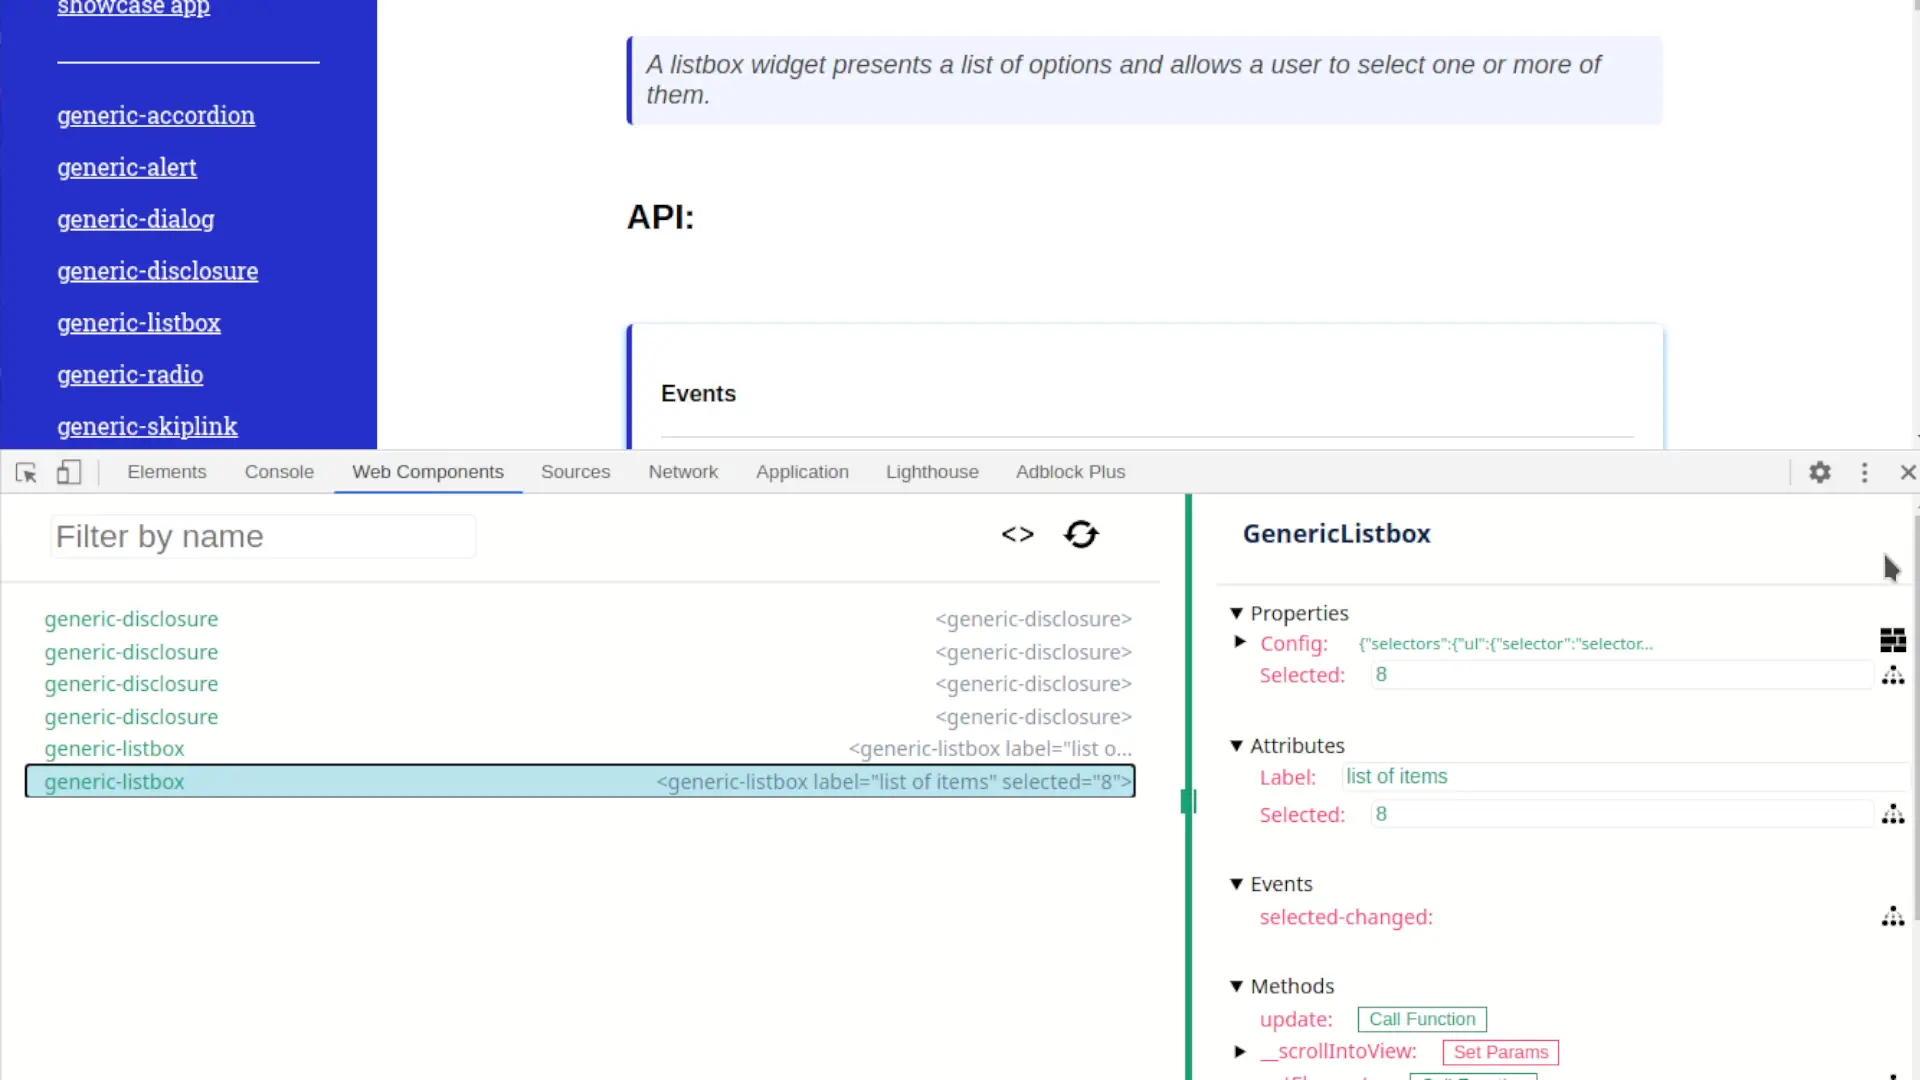 showcase app
generic-accordion
generic-alert
generic-dialog
generic-disclosure
generic-listbox
generic-radio
generic-skiplink
A listbox widget presents a list of options and allows a user to select one or more of
them.
API:
Events
Elements Console Web Components Sources Network Application Lighthouse Adblock Plus
Filter by name <>
generic-disclosure <generic-disclosure>
generic-disclosure <generic-disclosure>
generic-disclosure <generic-disclosure>
generic-disclosure <generic-disclosure>
generic-listbox <generic-listbox label="list o...
generic-listbox <generic-listbox label="list of items" selected="8">
GenericListbox
Properties
Config: {"selectors":{"ul":{"selector":"selector...
Selected: 8
Attributes
Label: list of items
Selected: 8
Events
selected-changed:
Methods
update: Call Function
__scrollIntoView: Set Params